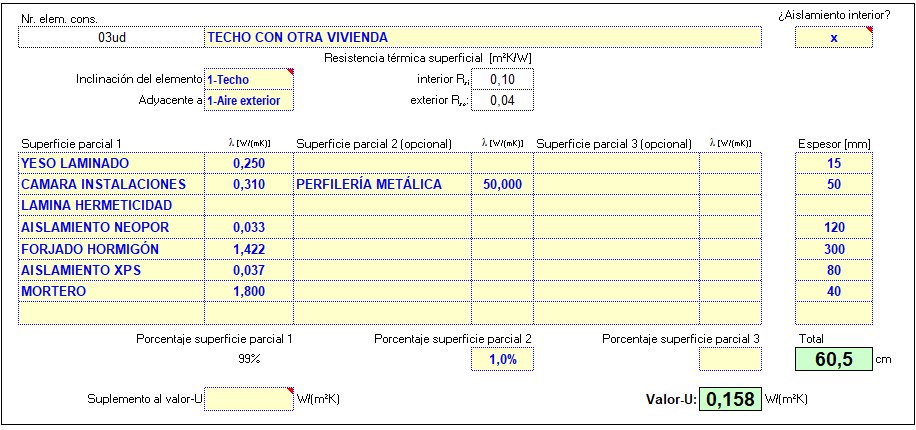 Nr. elem. cons.
¿Aislamiento interior?
03ud TECHO CON OTRA VIVIENDA x
Resistencia térmica superficial [m²K/W]
Inclinación del elemento 1-Techo interior Rsi 0,10
Adyacente a 1-Aire exterior exterior Rse: 0,04
Superficie parcial 1 λ [W/(mK)] Superficie parcial 2 (opcional) λ [W/(mK)] Superficie parcial 3 (opcional) λ [W/(mK)] Espesor [mm]
YESO LAMINADO 0,250 15
CAMARA INSTALACIONES 0,310 PERFILERÍA METÁLICA 50,000 50
LAMINA HERMETICIDAD
AISLAMIENTO NEOPOR 0,033 120
FORJADO HORMIGÓN 1,422 300
AISLAMIENTO XPS 0,037 80
MORTERO 1,800 40
Porcentaje superficie parcial 1 Porcentaje superficie parcial 2 Porcentaje superficie parcial 3 Total
99% 1,0% 60,5 cm
Suplemento al valor-U W/(m²K) Valor-U: 0,158 W/(m²K)